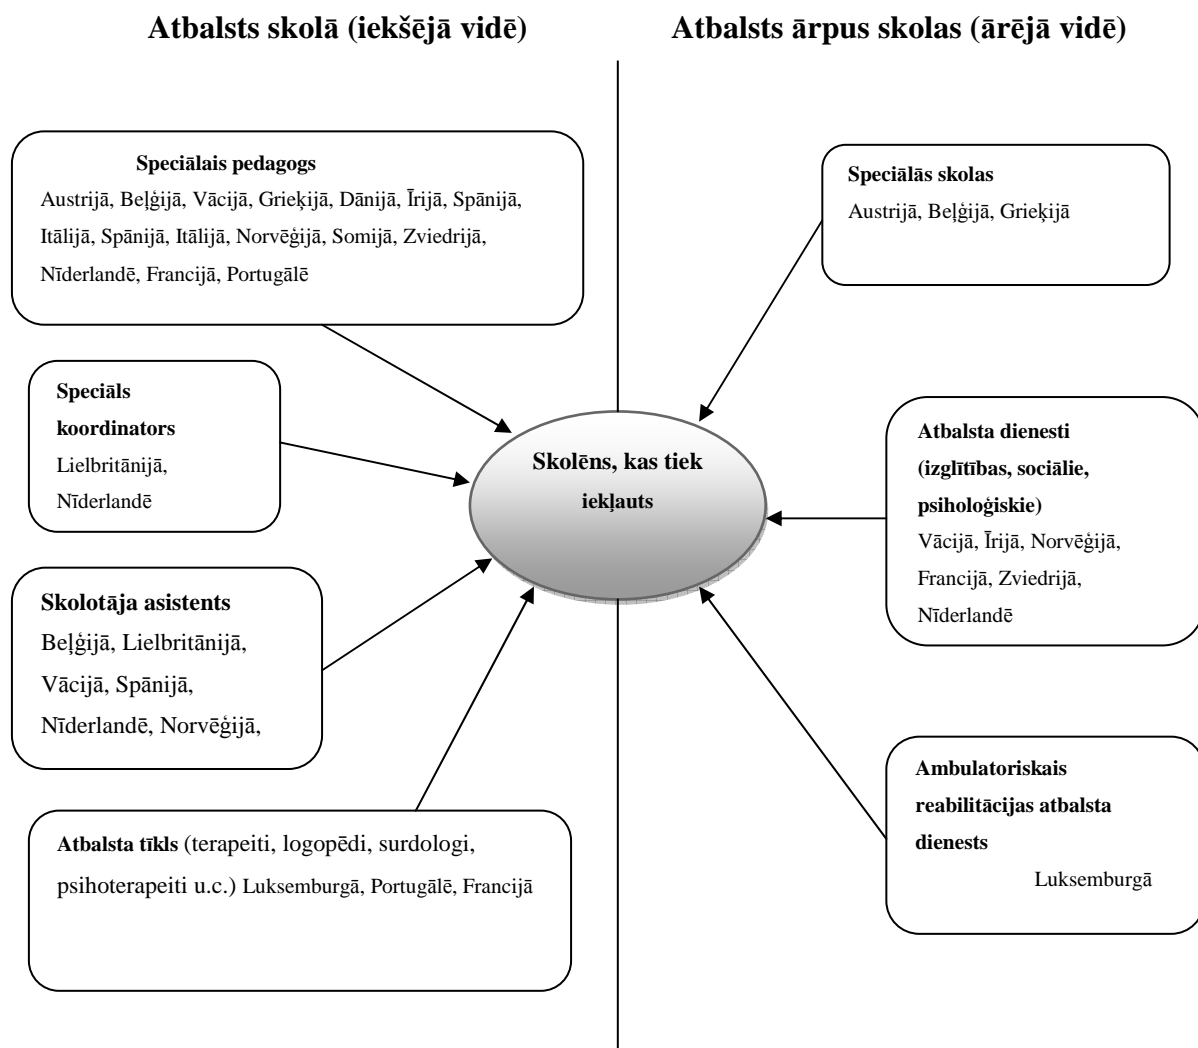 Atbalsts skolā (iekšējā vidē)
Atbalsts ārpus skolas (ārējā vidē)
Speciālais pedagogs
Austrijā, Beļģijā, Vācijā, Grieķijā, Dānijā, Īrijā, Spānijā,
Itālijā, Spānijā, Itālijā, Norvēģijā, Somijā, Zviedrijā,
Nīderlandē, Francijā, Portugālē
Speciāls
koordinators
Lielbritānijā,
Nīderlandē
Skolotāja asistents
Beļģijā, Lielbritānijā,
Vācijā, Spānijā,
Nīderlandē, Norvēģijā,
Atbalsta tīkls (terapeiti, logopēdi, surdologi,
psihoterapeiti u.c.) Luksemburgā, Portugālē, Francijā
Skolēns, kas tiek
iekļauts
Speciālās skolas
Austrijā, Beļģijā, Grieķijā
Atbalsta dienesti
(izglītības, sociālie,
psiholoģiskie)
Vācijā, Īrijā, Norvēģijā,
Francijā, Zviedrijā,
Nīderlandē
Ambulatoriskais
reabilitācijas atbalsta
dienests
Luksemburgā